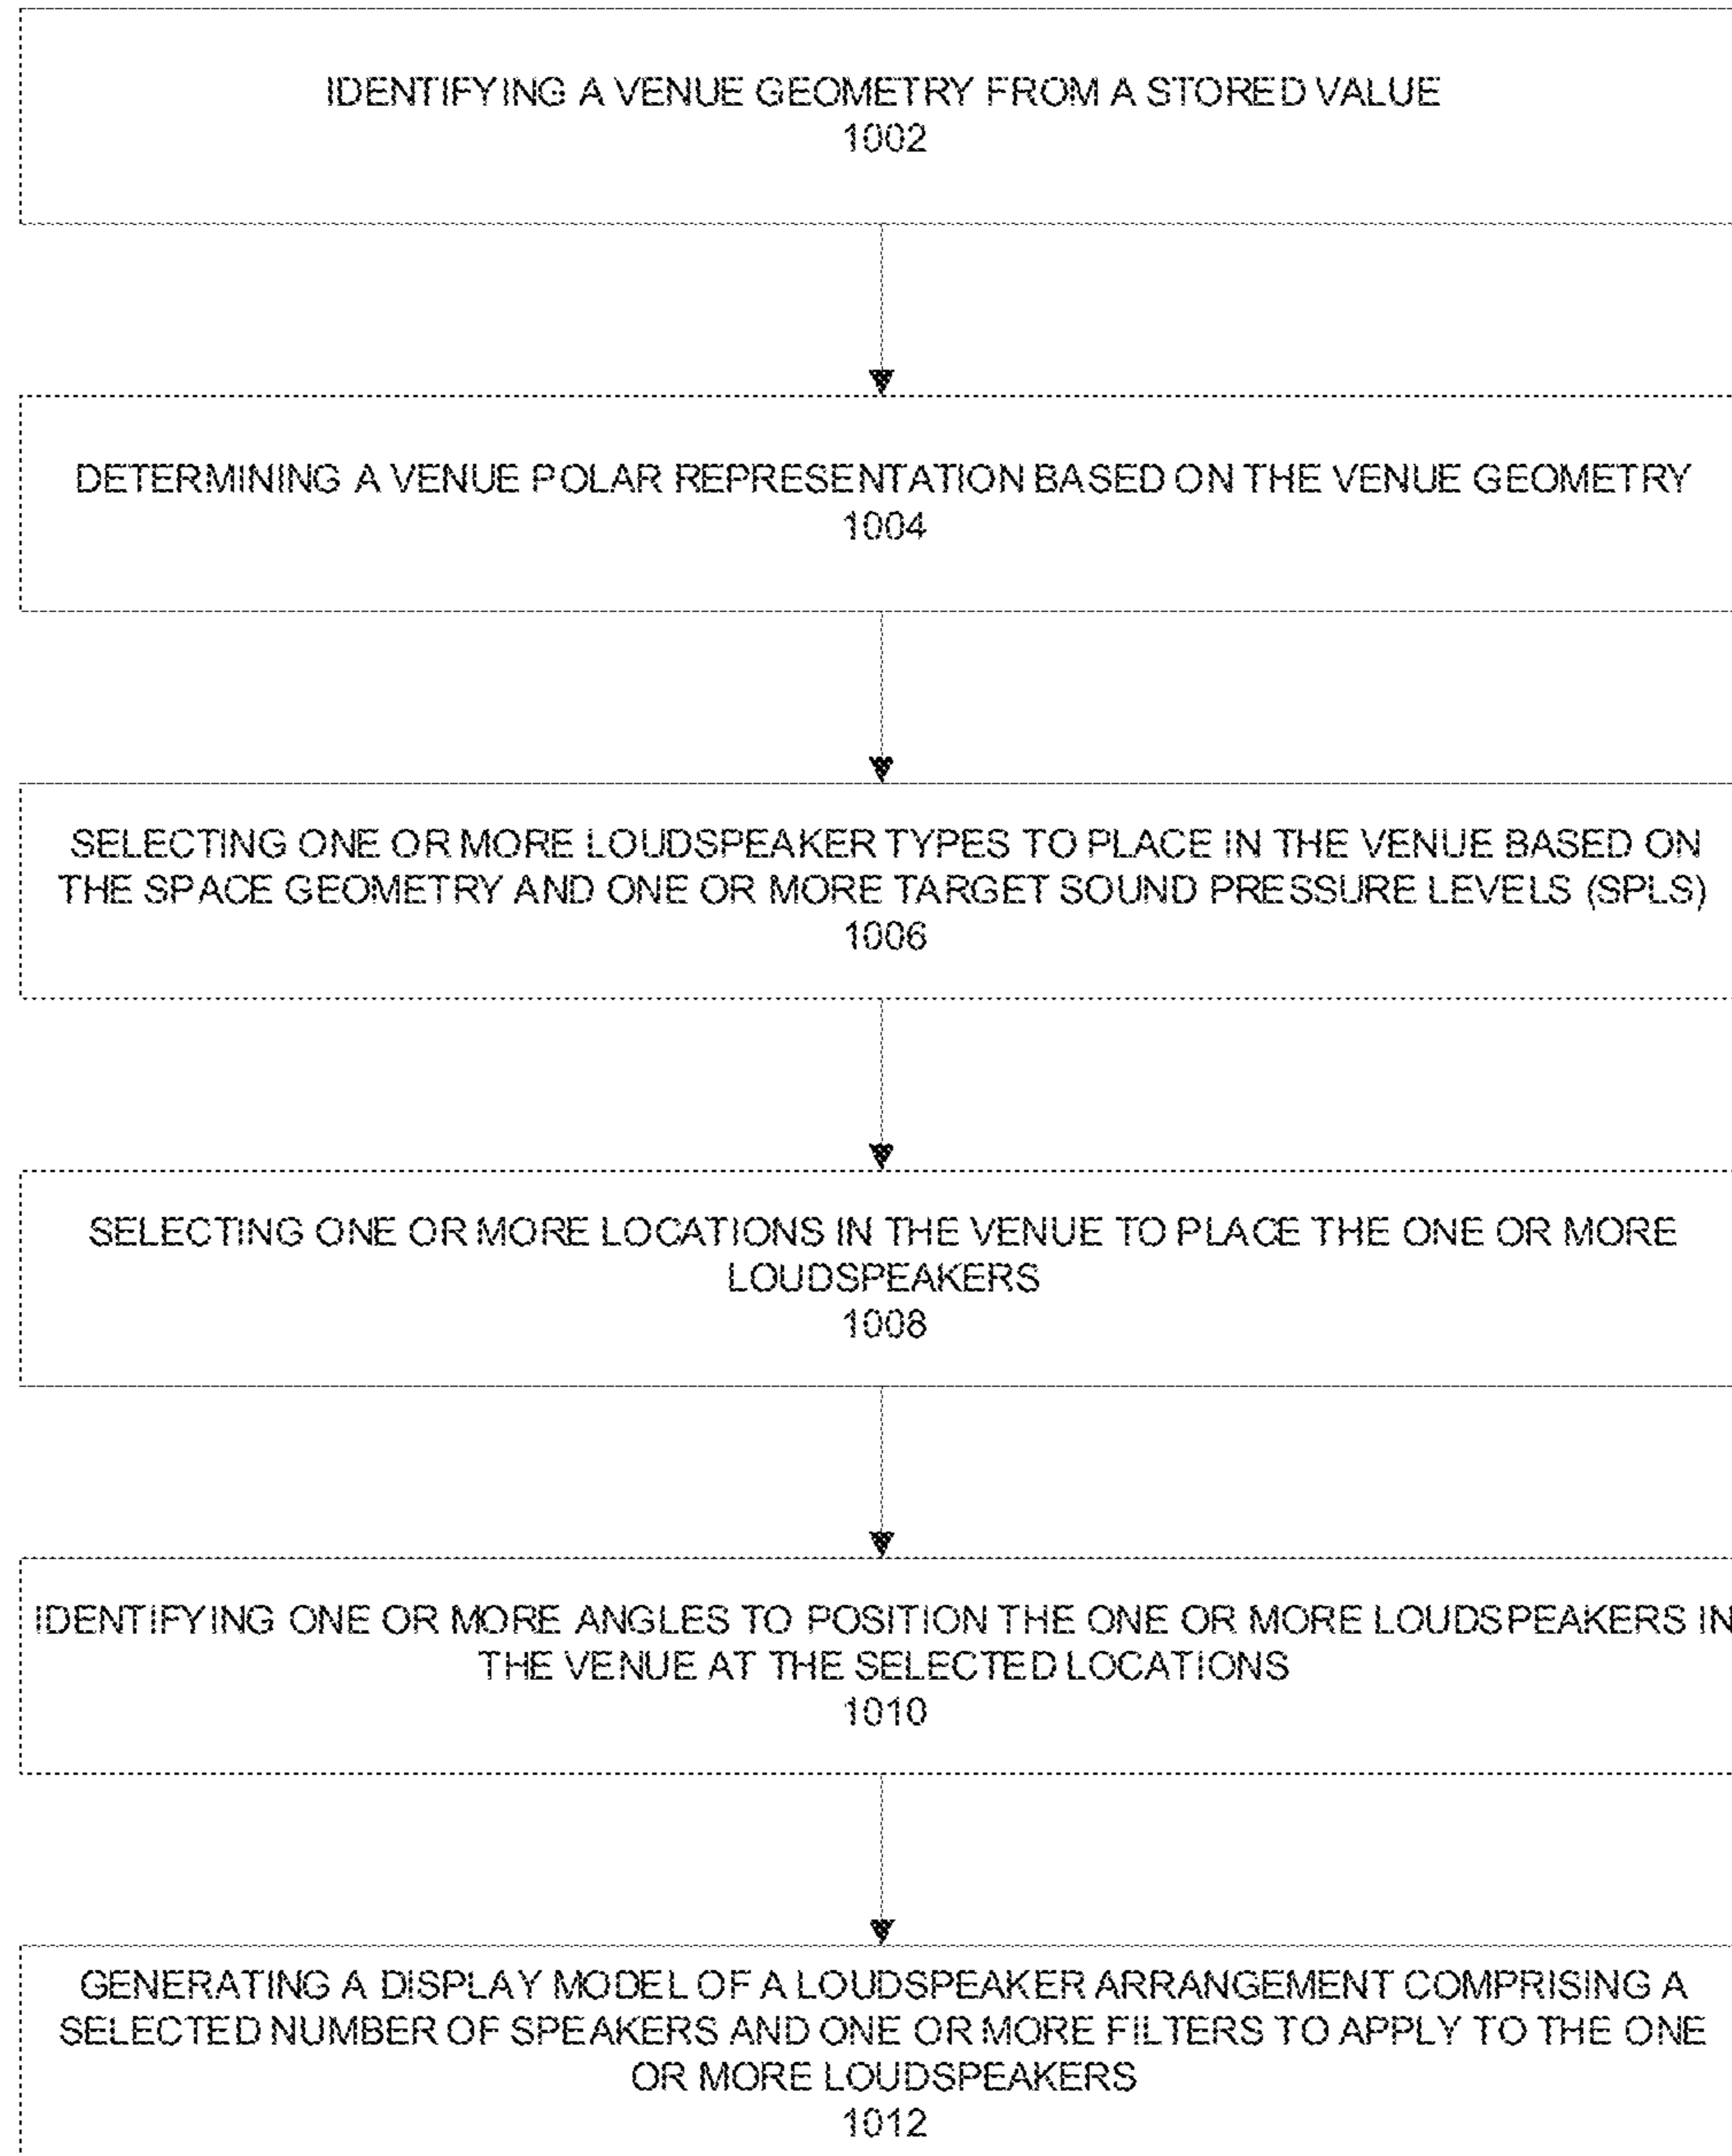 IDENTIFYING A VENUE GEOMETRY FROM A STORED VALUE
1002
DETERMINING A VENUE POLAR REPRESENTATION BASED ON THE VENUE GEOMETRY
1004
SELECTING ONE OR MORE LOUDSPEAKER TYPES TO PLACE IN THE VENUE BASED ON
THE SPACE GEOMETRY AND ONE OR MORE TARGET SOUND PRESSURE LEVELS (SPLS)
1006
SELECTING ONE OR MORE LOCATIONS IN THE VENUE TO PLACE THE ONE OR MORE
LOUDSPEAKERS
1008
IDENTIFYING ONE OR MORE ANGLES TO POSITION THE ONE OR MORE LOUDSPEAKERS IN
THE VENUE AT THE SELECTED LOCATIONS
1010
GENERATING A DISPLAY MODEL OF A LOUDSPEAKER ARRANGEMENT COMPRISING A
SELECTED NUMBER OF SPEAKERS AND ONE OR MORE FILTERS TO APPLY TO THE ONE
OR MORE LOUDSPEAKERS
1012